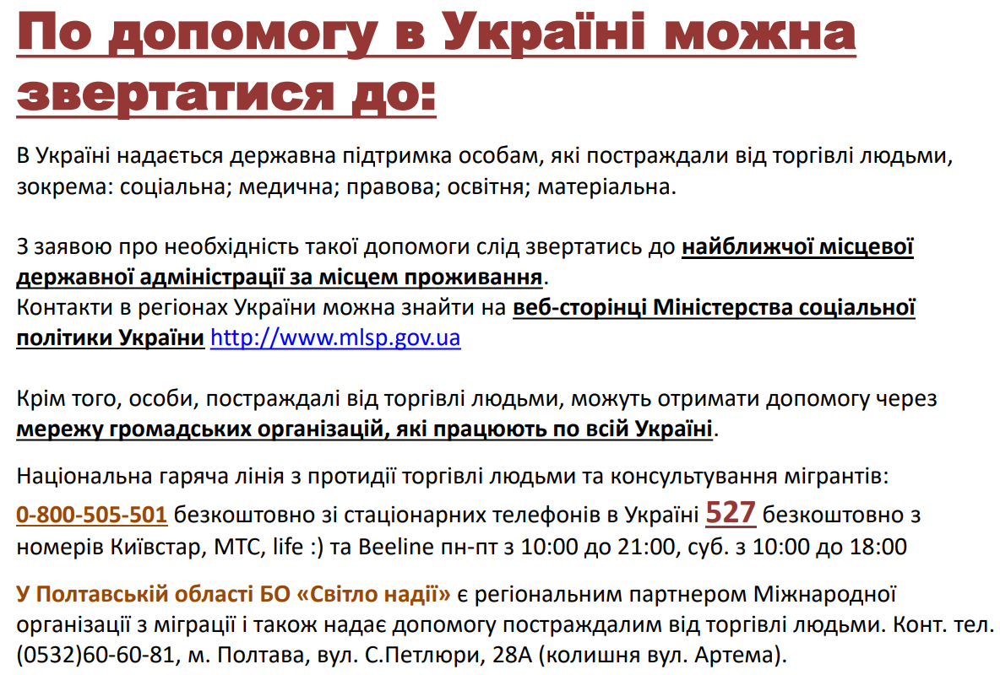 По допомогу в Україні можна
звертатися до:
В Україні надається державна підтримка особам, які постраждали від торгівлі людьми,
зокрема: соціальна; медична; правова; освітня; матеріальна.
З заявою про необхідність такої допомоги слід звертатись до найближчої місцевої
державної адміністрації за місцем проживання.
Контакти в регіонах України можна знайти на веб-сторінці Міністерства соціальної
політики України http://www.mlsp.gov.ua
Крім того, особи, постраждалі від торгівлі людьми, можуть отримати допомогу через
мережу громадських організацій, які працюють по всій Україні.
Національна гаряча лінія з протидії торгівлі людьми та консультування мігрантів:
0-800-505-501 безкоштовно зі стаціонарних телефонів в Україні 527 безкоштовно з
номерів Київстар, МТС, life :) та Beeline пн-пт з 10:00 до 21:00, суб. з 10:00 до 18:00
У Полтавській області БО «Світло надії» є регіональним партнером Міжнародної
організації з міграції і також надає допомогу постраждалим від торгівлі людьми. Конт. тел.
(0532)60-60-81, м. Полтава, вул. С.Петлюри, 28А (колишня вул. Артема).